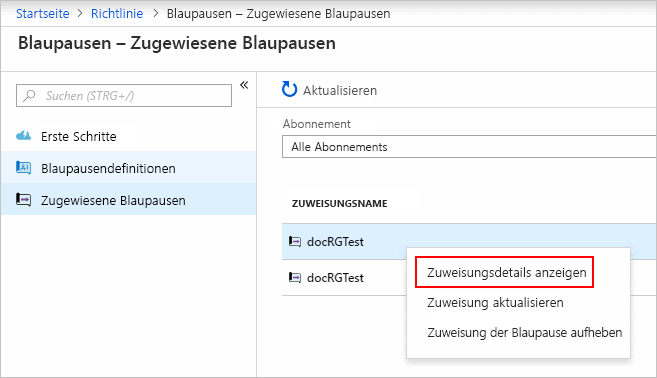 Startseite > Richtlinie > Blaupausen – Zugewiesene Blaupausen
Blaupausen – Zugewiesene Blaupausen
Suchen (STRG+/)
«
Erste Schritte
Blaupausendefinitionen
Zugewiesene Blaupausen
Aktualisieren
Abonnement
Alle Abonnements
ZUWEISUNGSNAME
docRGTest
docRGTest
Zuweisungsdetails anzeigen
Zuweisung aktualisieren
Zuweisung der Blaupause aufheben